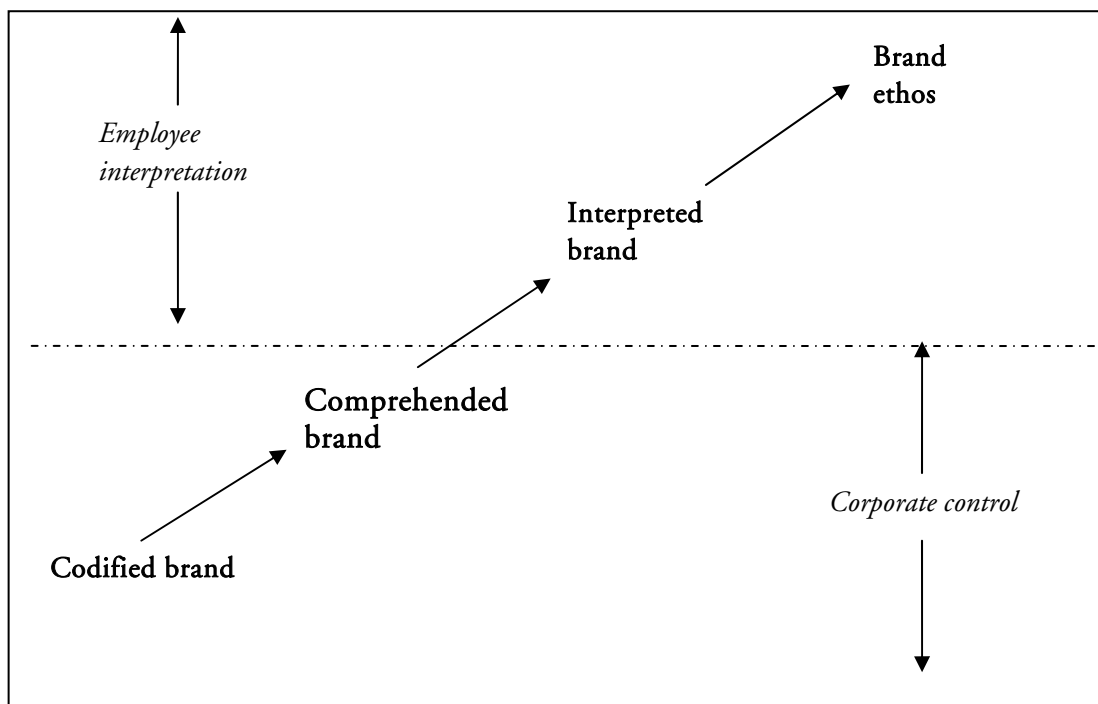 Brand
ethos
Employee
interpretation
Interpreted
brand
Comprehended
brand
Corporate control
Codified brand